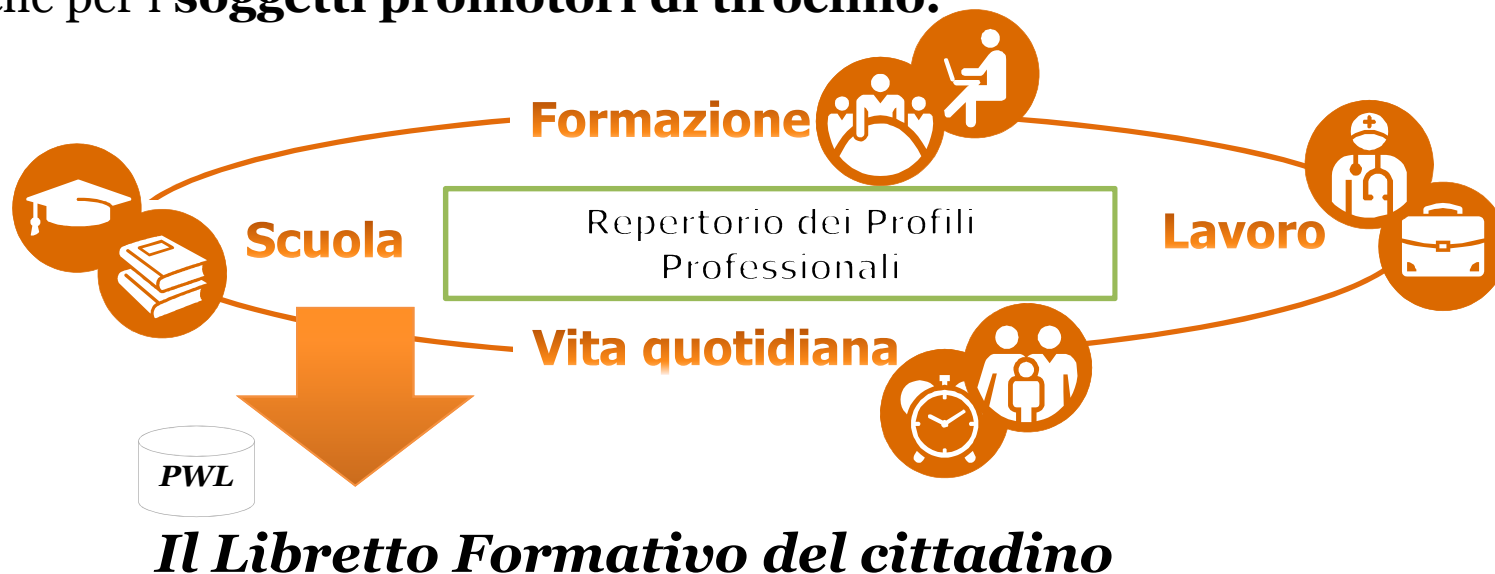 per i soggetti promotori di tirocinio.
Formazione
Scuola
Repertorio dei Profili
Professionali
Lavoro
Vita quotidiana
PWL
Il Libretto Formativo del cittadino